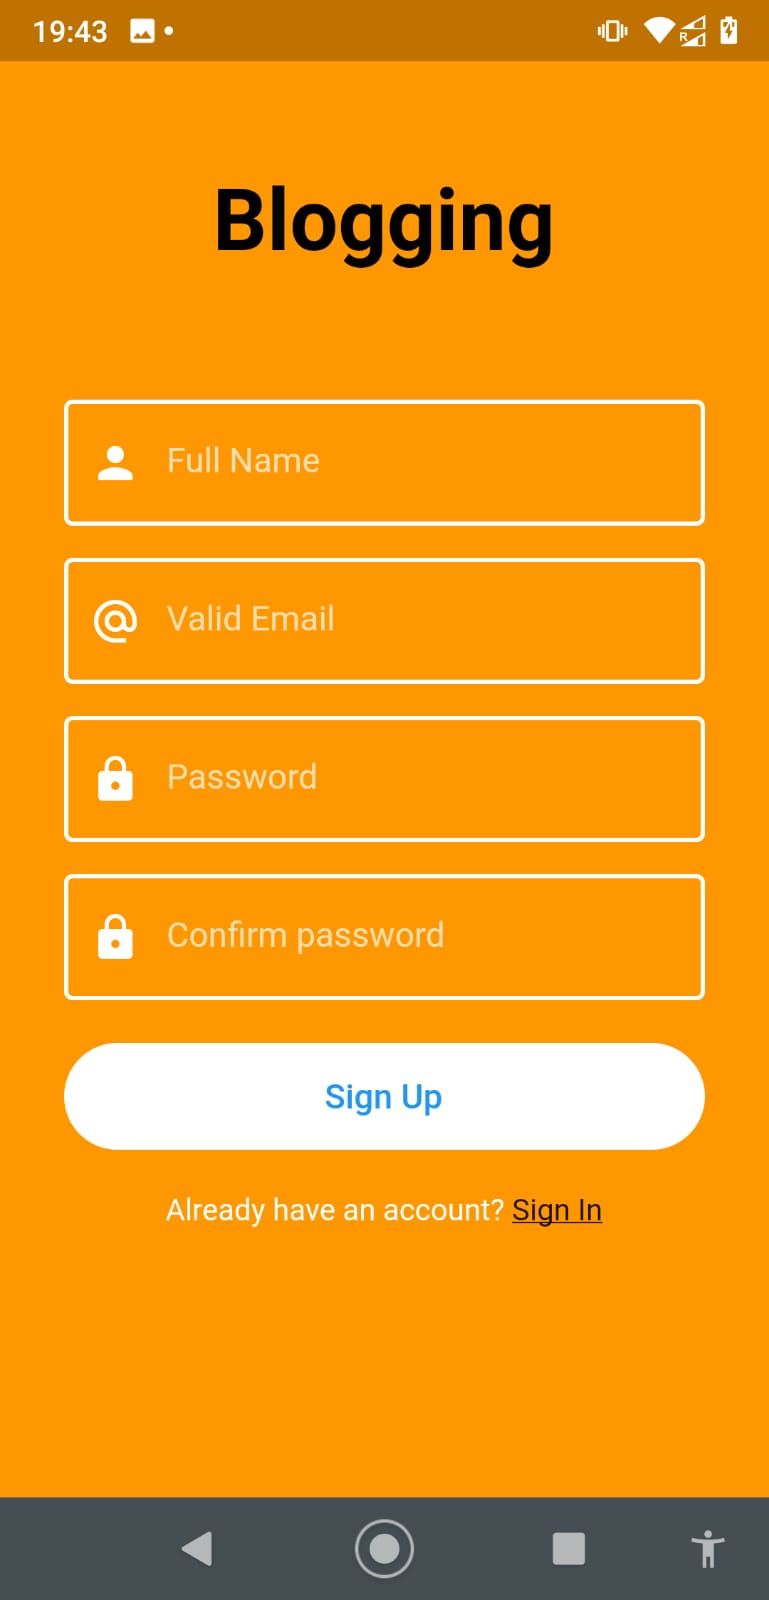 19:43
Blogging
Full Name
Valid Email
Password
Confirm password
Sign Up
Already have an account? Sign In